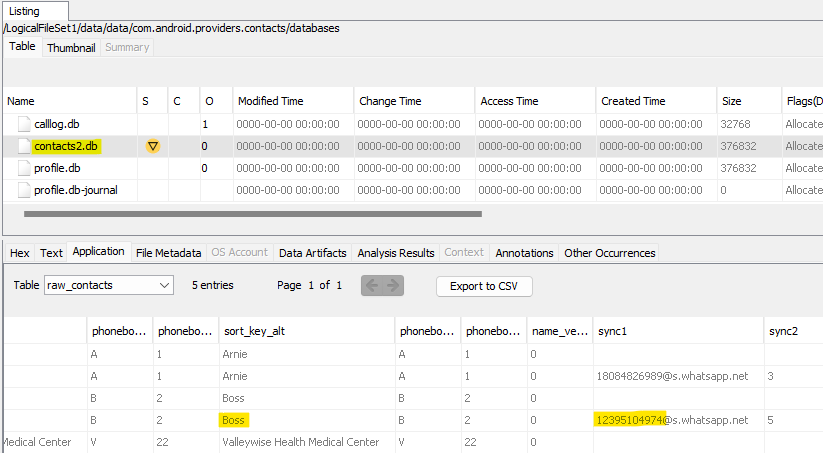 Listing
/LogicalFileSet1/data/data/com.android.providers.contacts/databases
Table Thumbnail Summary
Name S C O Modified Time Change Time Access Time Created Time Size Flags(D
calllog.db 1 0000-00-00 00:00:00 0000-00-00 00:00:00 0000-00-00 00:00:00 0000-00-00 00:00:00 32768 Allocate
contacts2.db 0 0000-00-00 00:00:00 0000-00-00 00:00:00 0000-00-00 00:00:00 0000-00-00 00:00:00 376832 Allocate
profile.db 0 0000-00-00 00:00:00 0000-00-00 00:00:00 0000-00-00 00:00:00 0000-00-00 00:00:00 376832 Allocate
profile.db-journal 0000-00-00 00:00:00 0000-00-00 00:00:00 0000-00-00 00:00:00 0000-00-00 00:00:00 0 Allocate
Hex Text Application File Metadata OS Account Data Artifacts Analysis Results Context Annotations Other Occurrences
Table raw_contacts 5 entries Page 1 of 1 Export to CSV
phonebo... phonebo... sort_key_alt phonebo... phonebo... name_ve... sync1 sync2
A 1 Arnie A 1 0
A 1 Arnie A 1 0 18084826989@s.whatsapp.net 3
B 2 Boss B 2 0
B 2 Boss B 2 0 12395104974@s.whatsapp.net 5
Medical Center V 22 Valleywise Health Medical Center V 22 0